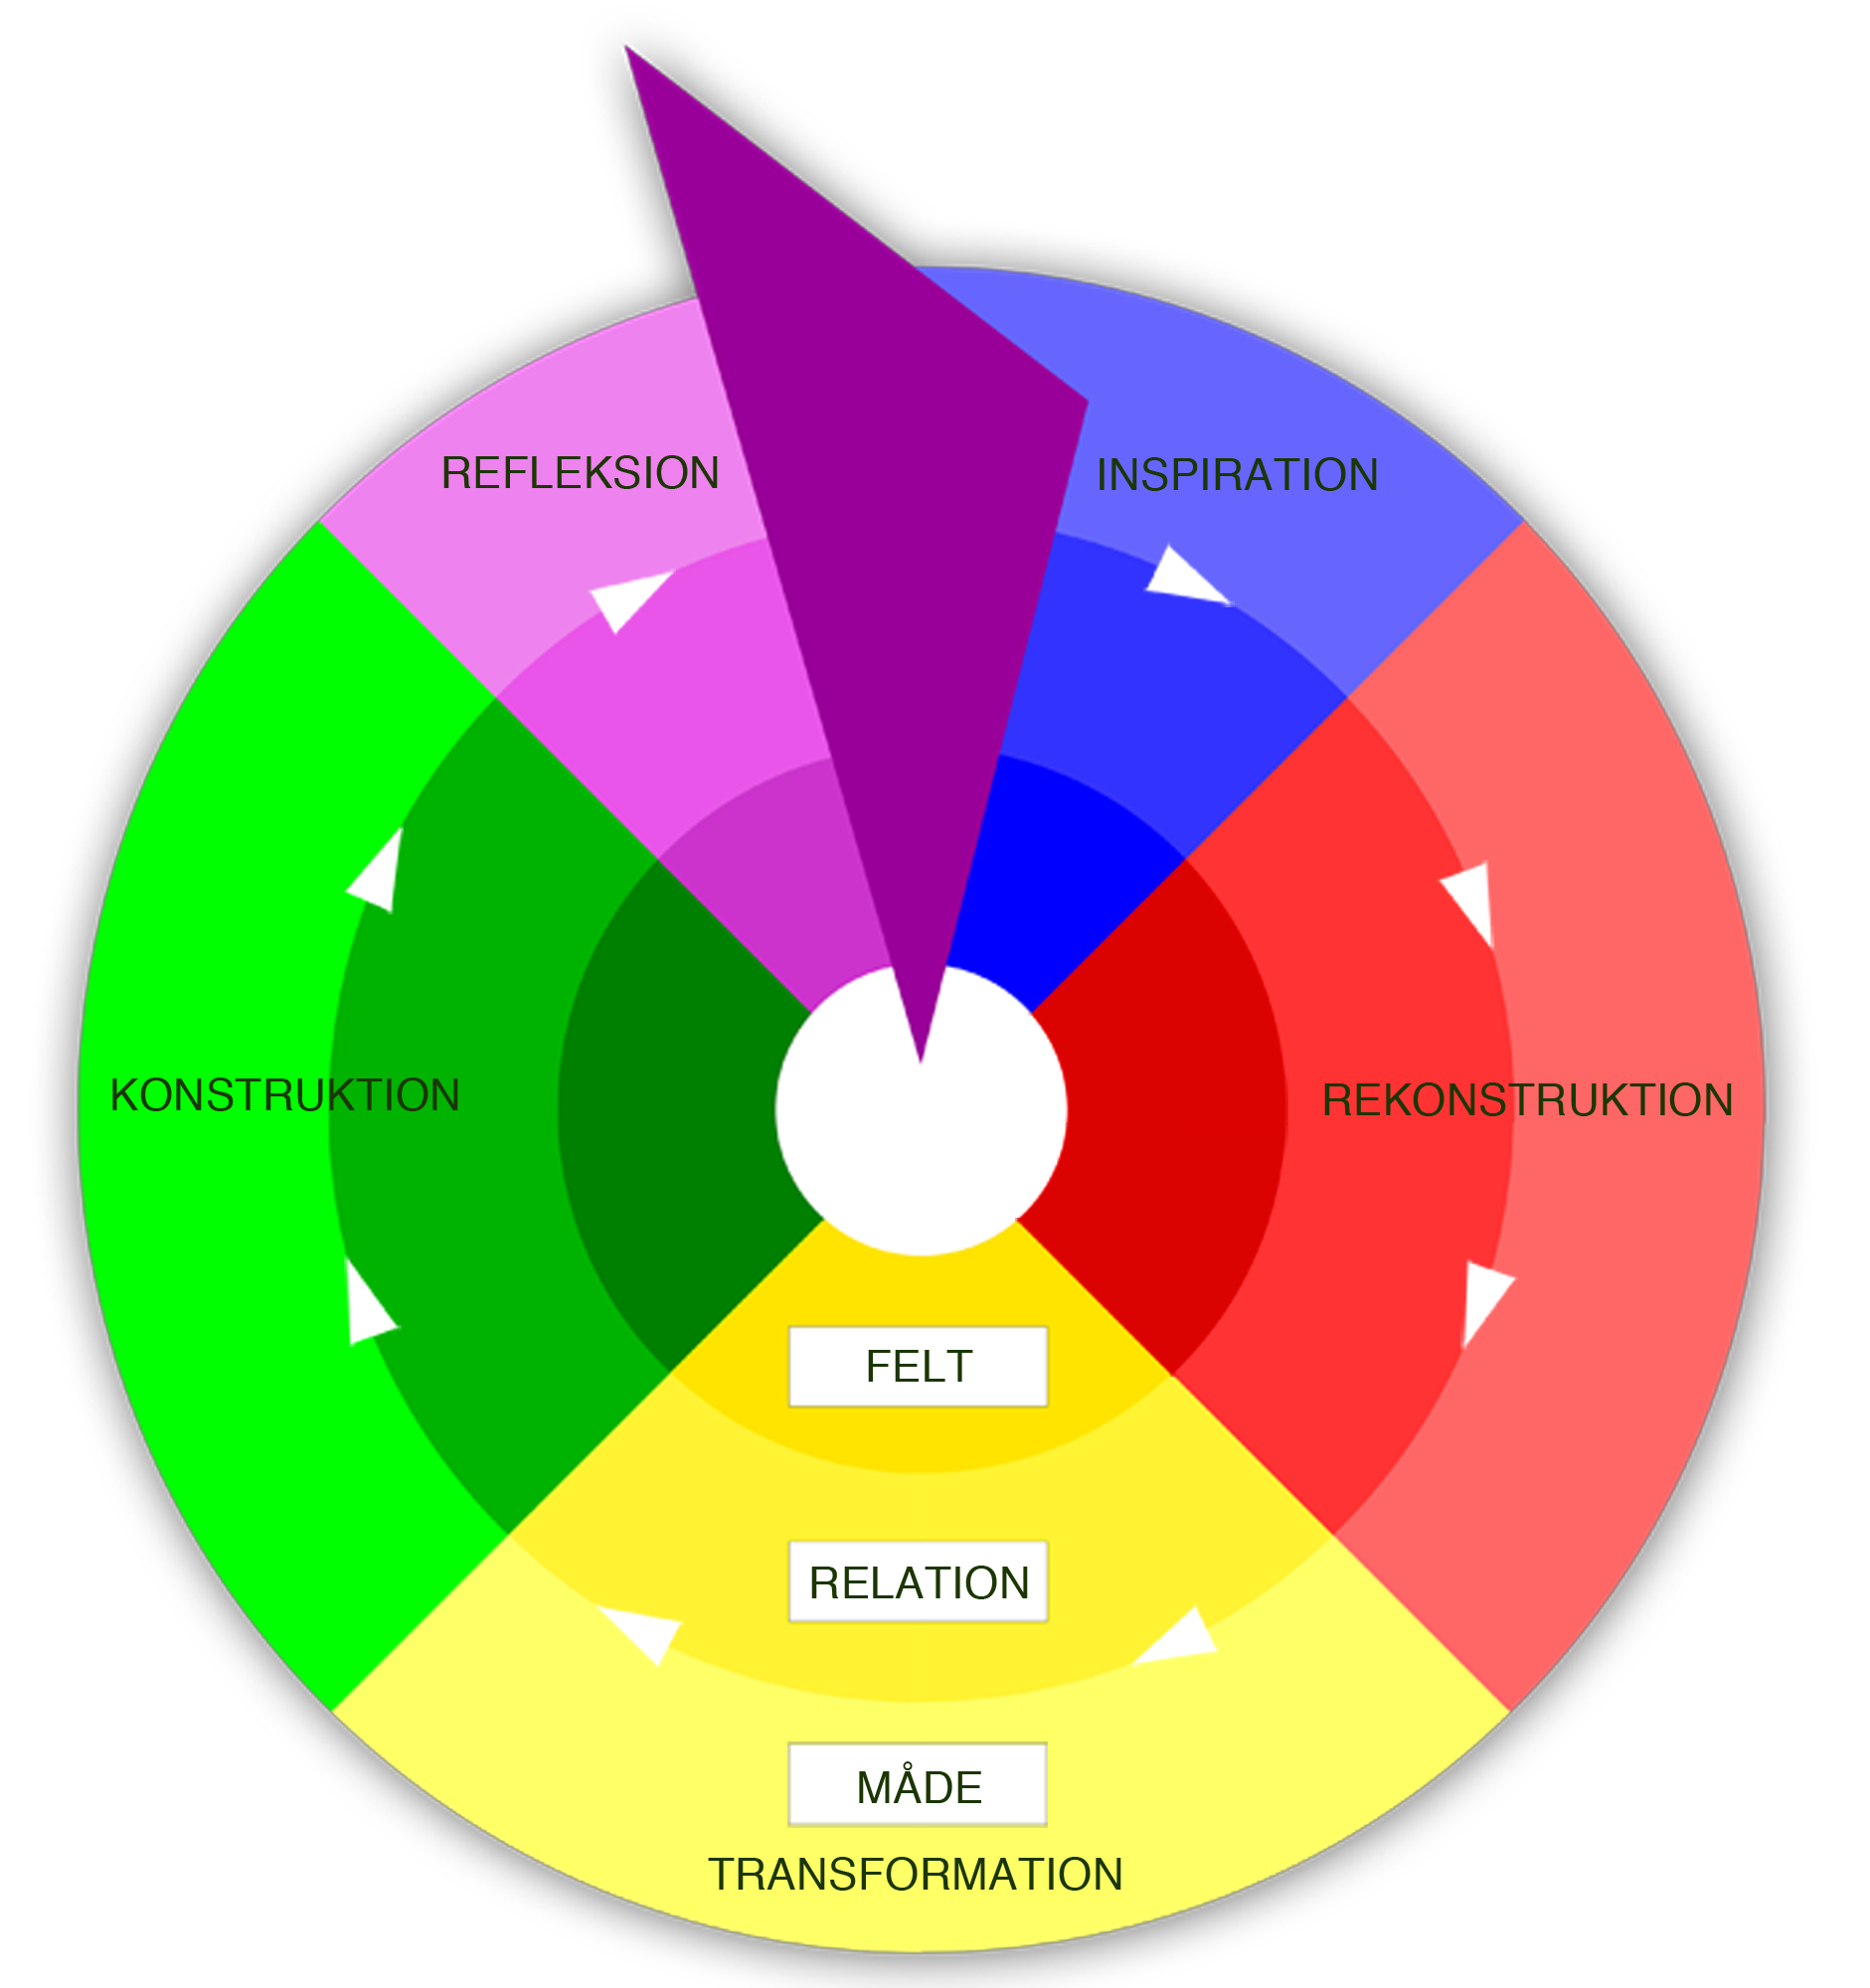 REFLEKSION
INSPIRATION
KONSTRUKTION
REKONSTRUKTION
FELT
RELATION
MÅDE
TRANSFORMATION